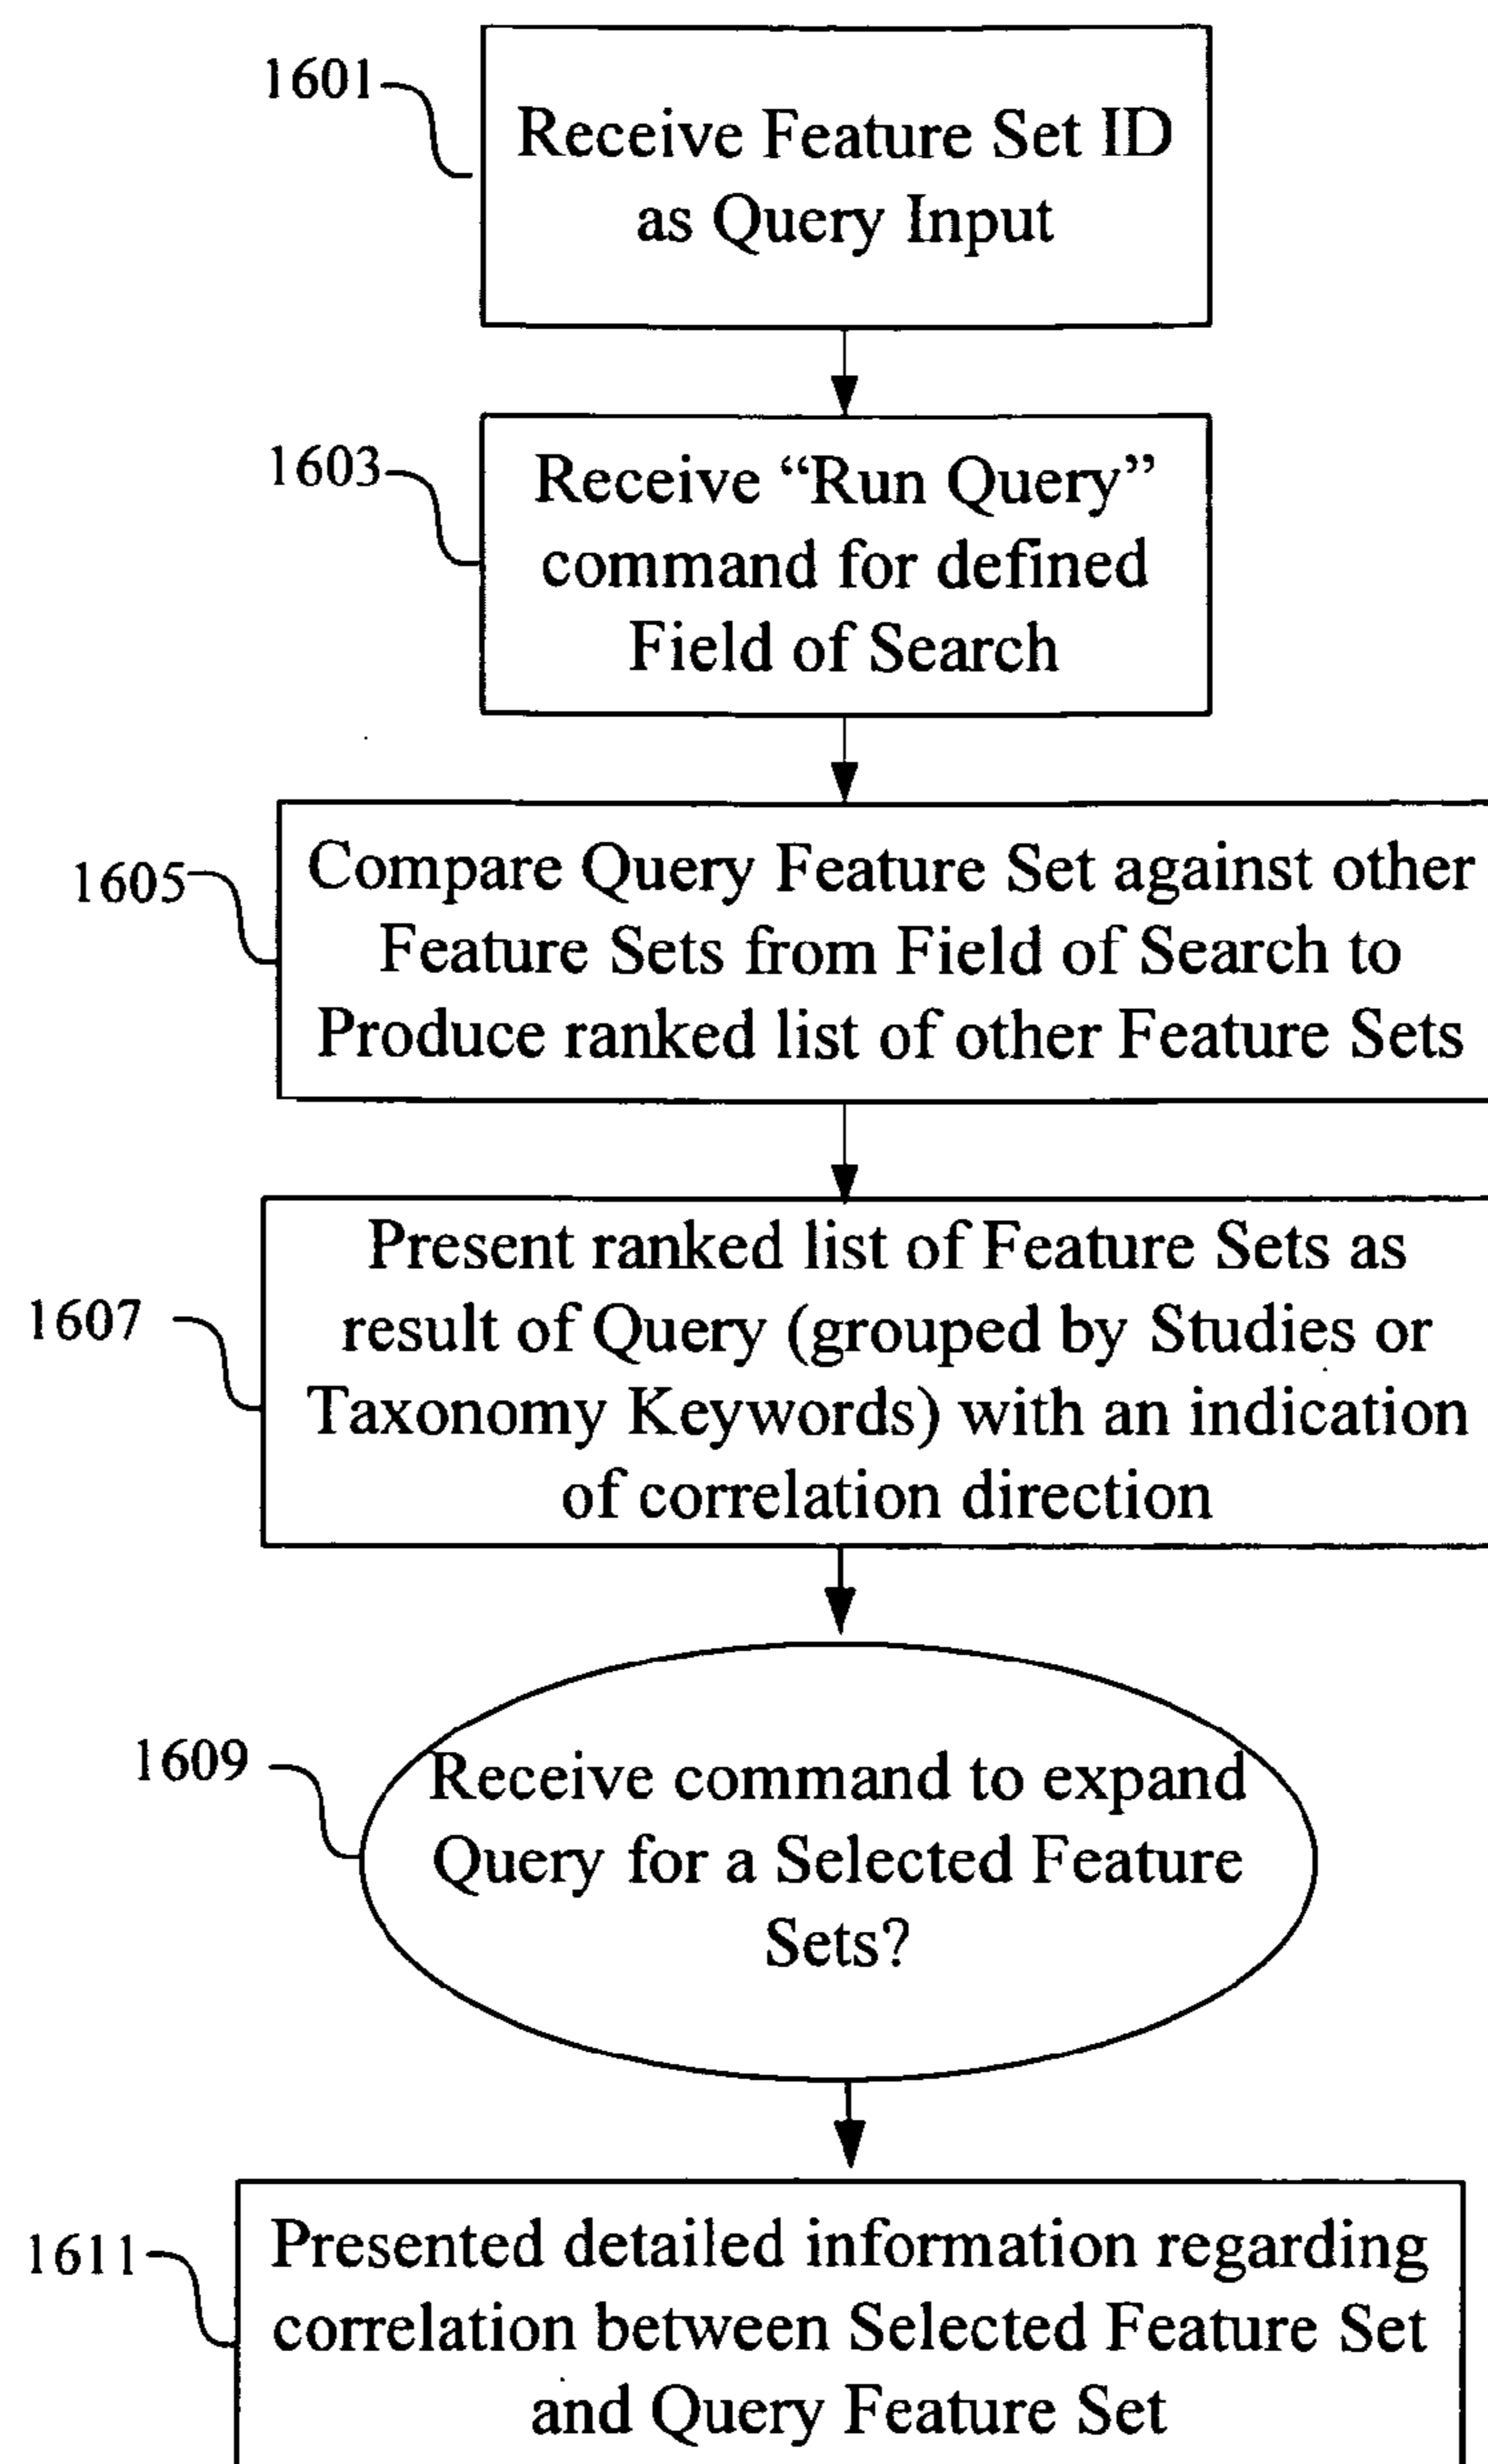 1601
Receive Feature Set ID
as Query Input
1603
Receive “Run Query”
command for defined
Field of Search
1605
Compare Query Feature Set against other
Feature Sets from Field of Search to
Produce ranked list of other Feature Sets
1607
Present ranked list of Feature Sets as
result of Query (grouped by Studies or
Taxonomy Keywords) with an indication
of correlation direction
1609
Receive command to expand
Query for a Selected Feature
Sets?
1611
Presented detailed information regarding
correlation between Selected Feature Set
and Query Feature Set